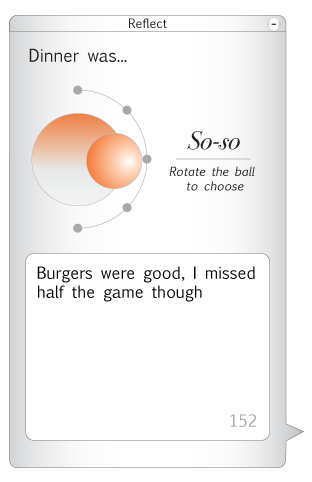 Reflect
-
Dinner was...
So-so
Rotate the ball
to choose
Burgers were good, I missed
half the game though
152